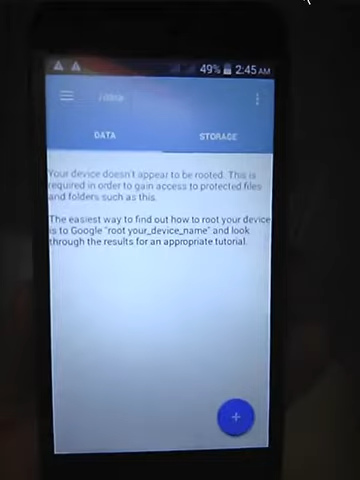 49% 2:45 AM
DATA STORAGE
Your device doesn't appear to be rooted. This is
required in order to gain access to protected files
and folders such as this.
The easiest way to find out how to root your device
is to Google "root your_device_name" and look
through the results for an appropriate tutorial.